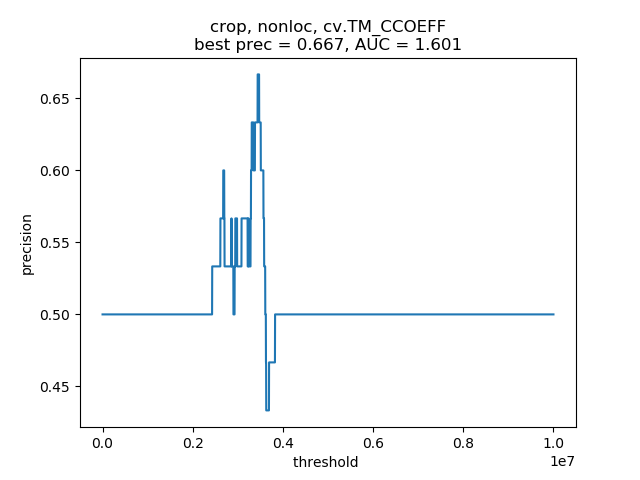 crop, nonloc, cv.TM_CCOEFF
best prec = 0.667, AUC = 1.601
0.65
0.60
0.55
0.50
0.45
precision
0.0
0.2
0.4
0.6
0.8
1.0
1e7
threshold